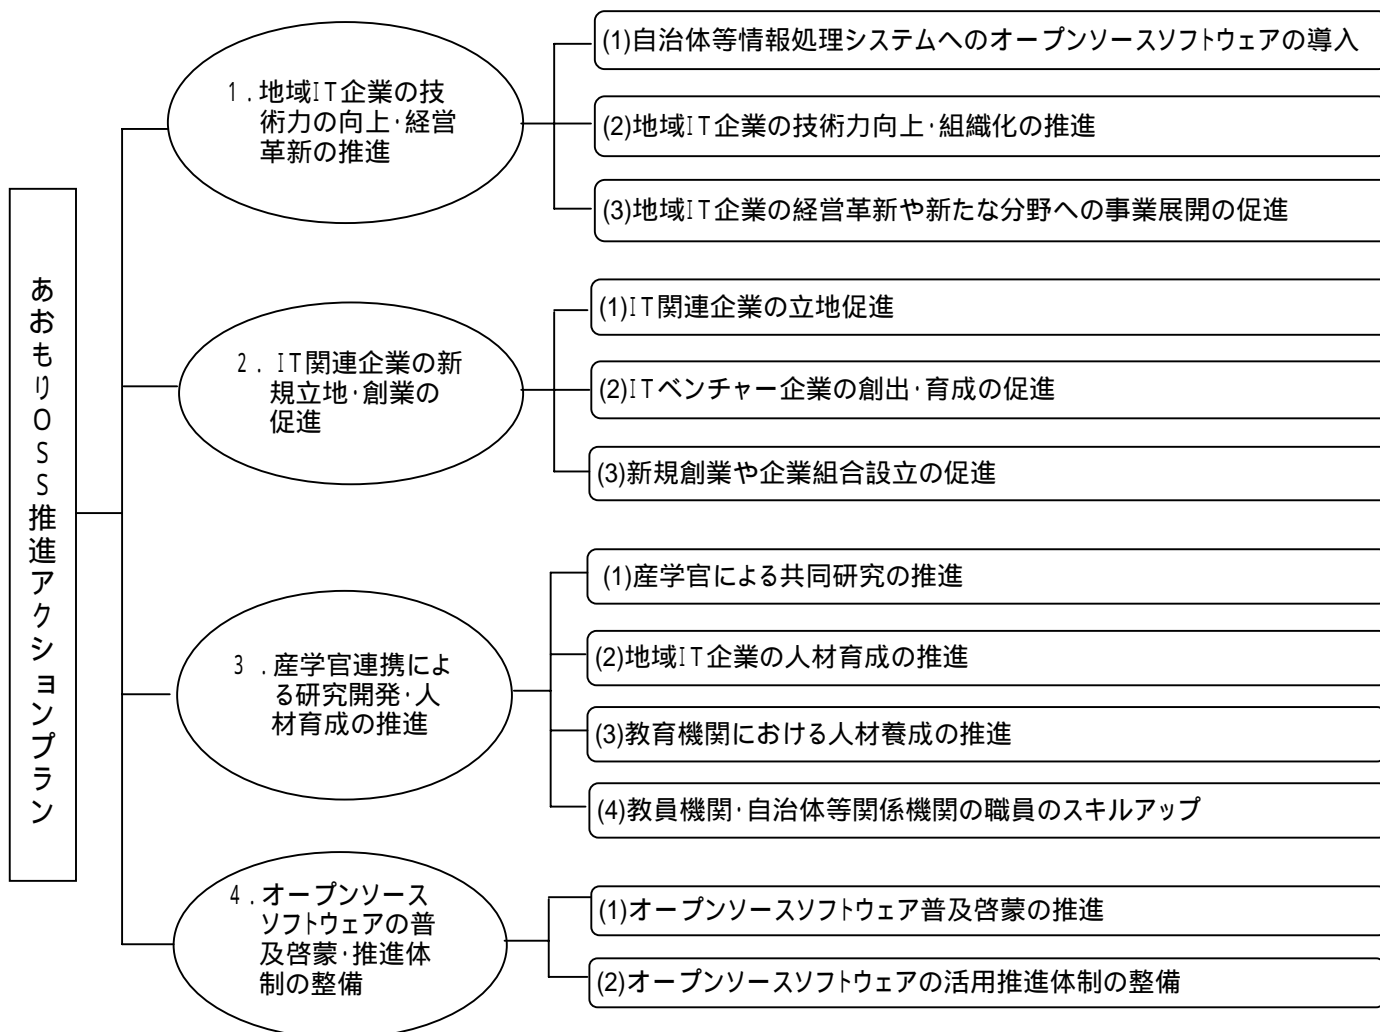 あおもりOSS推進アクションプラン
1.地域IT企業の技
術力の向上・経営
革新の推進
(1)自治体等情報処理システムへのオープンソースソフトウェアの導入
(2)地域IT企業の技術力向上・組織化の推進
(3)地域IT企業の経営革新や新たな分野への事業展開の促進
2.IT関連企業の新
規立地・創業の
促進
(1)IT関連企業の立地促進
(2)ITベンチャー企業の創出・育成の促進
(3)新規創業や企業組合設立の促進
3.産学官連携によ
る研究開発・人
材育成の推進
(1)産学官による共同研究の推進
(2)地域IT企業の人材育成の推進
(3)教育機関における人材養成の推進
(4)教員機関・自治体等関係機関の職員のスキルアップ
4.オープンソース
ソフトウェアの普
及啓蒙・推進体
制の整備
(1)オープンソースソフトウェア普及啓蒙の推進
(2)オープンソースソフトウェアの活用推進体制の整備